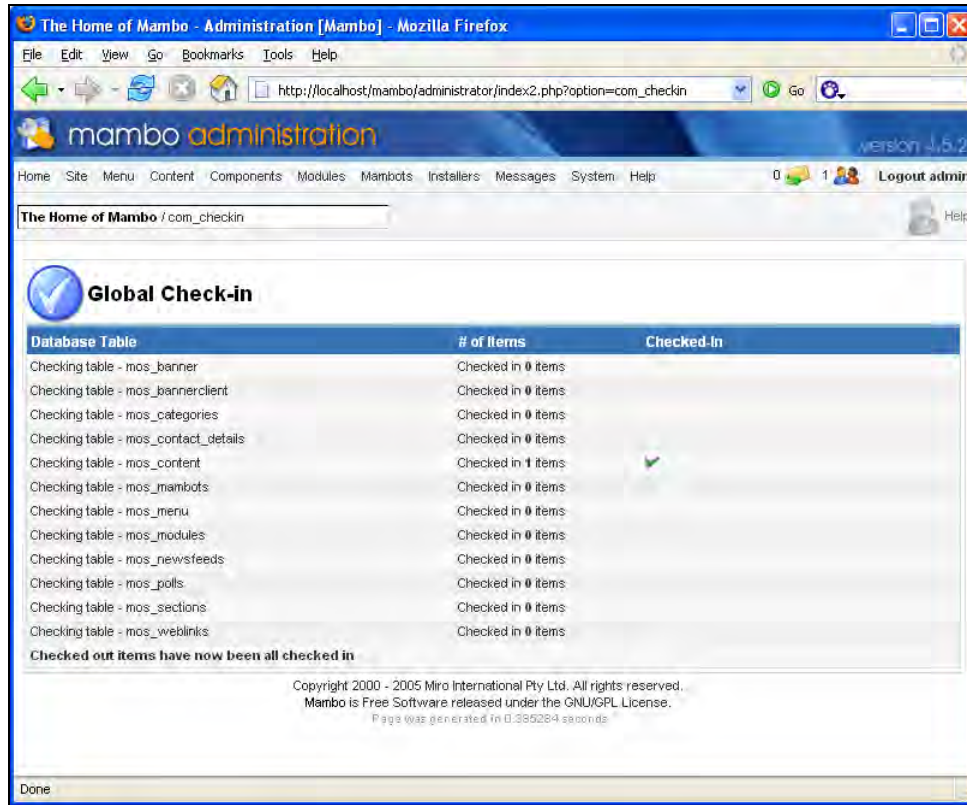 The Home of Mambo - Administration [Mambo] - Mozilla Firefox
File Edit View Go Bookmarks Tools Help
http://localhost/mambo/administrator/index2.php?option=com_checkin Go
mambo administration
version 4.5.2
Home Site Menu Content Components Modules Mambots Installers Messages System Help 0 1 Logout admin
The Home of Mambo / com_checkin Help
Global Check-in
Database Table # of Items Checked-In
Checking table - mos_banner Checked in 0 items
Checking table - mos_bannerclient Checked in 0 items
Checking table - mos_categories Checked in 0 items
Checking table - mos_contact_details Checked in 0 items
Checking table - mos_content Checked in 1 items
Checking table - mos_mambots Checked in 0 items
Checking table - mos_menu Checked in 0 items
Checking table - mos_modules Checked in 0 items
Checking table - mos_newsfeeds Checked in 0 items
Checking table - mos_polls Checked in 0 items
Checking table - mos_sections Checked in 0 items
Checking table - mos_weblinks Checked in 0 items
Checked out items have now been all checked in
Copyright 2000 - 2005 Miro International Pty Ltd. All rights reserved.
Mambo is Free Software released under the GNU/GPL License.
Page was generated in 0.385284 seconds
Done